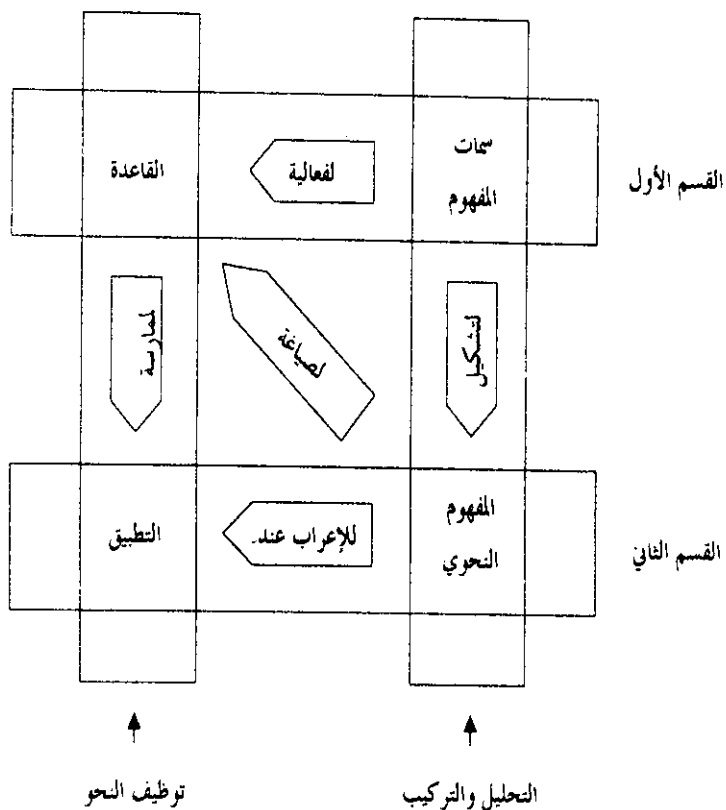 سمات
المفهوم
لفعالية
القاعدة
القسم الأول
لتشكيل
لصياغة
لممارسة
المفهوم
النحوي
للإعراب عند
التطبيق
القسم الثاني
التحليل والتركيب
توظيف النحو